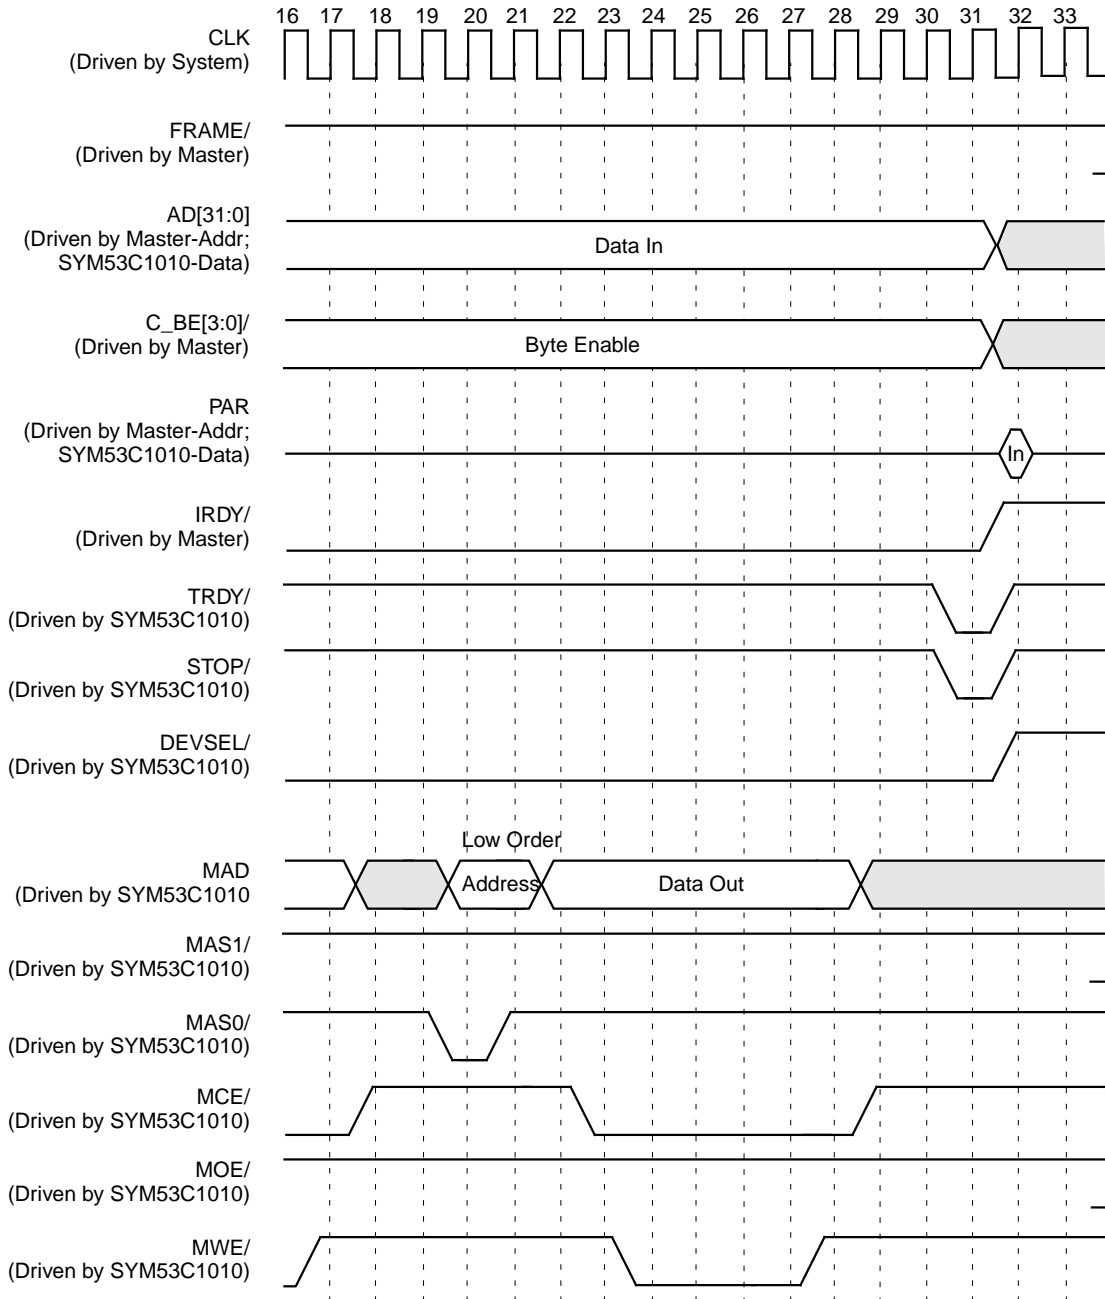 16 17 18 19 20 21 22 23 24 25 26 27 28 29 30 31 32 33
CLK
(Driven by System)
FRAME/
(Driven by Master)
AD[31:0]
(Driven by Master-Addr;
SYM53C1010-Data)
Data In
C_BE[3:0]/
(Driven by Master)
Byte Enable
PAR
(Driven by Master-Addr;
SYM53C1010-Data)
In
IRDY/
(Driven by Master)
TRDY/
(Driven by SYM53C1010)
STOP/
(Driven by SYM53C1010)
DEVSEL/
(Driven by SYM53C1010)
Low Order
MAD
(Driven by SYM53C1010
Address
Data Out
MAS1/
(Driven by SYM53C1010)
MAS0/
(Driven by SYM53C1010)
MCE/
(Driven by SYM53C1010)
MOE/
(Driven by SYM53C1010)
MWE/
(Driven by SYM53C1010)